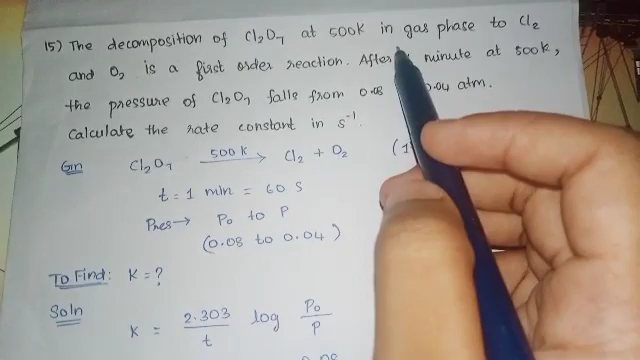 15) The decomposition of Cl₂O₇ at 500K in gas phase to Cl₂
and O₂ is a first order reaction. After minute at 500K,
the pressure of Cl₂O₇ falls from 0.08 0.04 atm.
Calculate the rate constant in s⁻¹.
Gn Cl₂O₇ 500K → Cl₂ + O₂ (1
t = 1 min = 60 s
Pres → P₀ to P
(0.08 to 0.04)
To Find: K = ?
Soln
K = 2.303/t log P₀/P